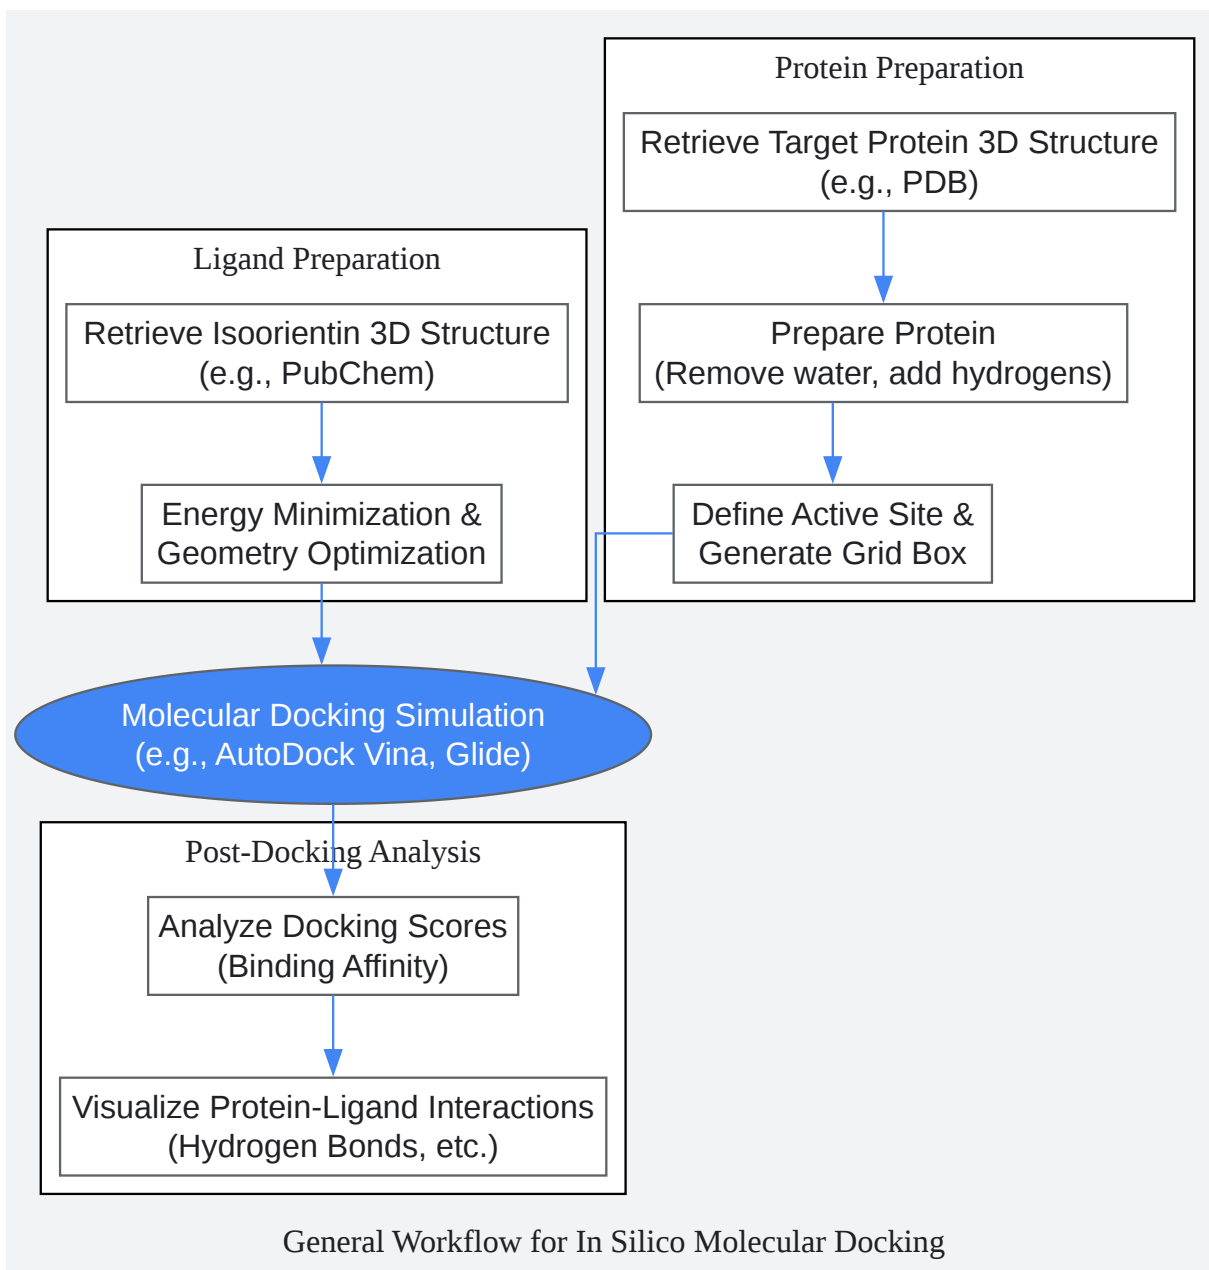 Protein Preparation
Retrieve Target Protein 3D Structure
(e.g., PDB)
Prepare Protein
(Remove water, add hydrogens)
Define Active Site &
Generate Grid Box
Ligand Preparation
Retrieve Isoorientin 3D Structure
(e.g., PubChem)
Energy Minimization &
Geometry Optimization
Molecular Docking Simulation
(e.g., AutoDock Vina, Glide)
Post-Docking Analysis
Analyze Docking Scores
(Binding Affinity)
Visualize Protein-Ligand Interactions
(Hydrogen Bonds, etc.)
General Workflow for In Silico Molecular Docking